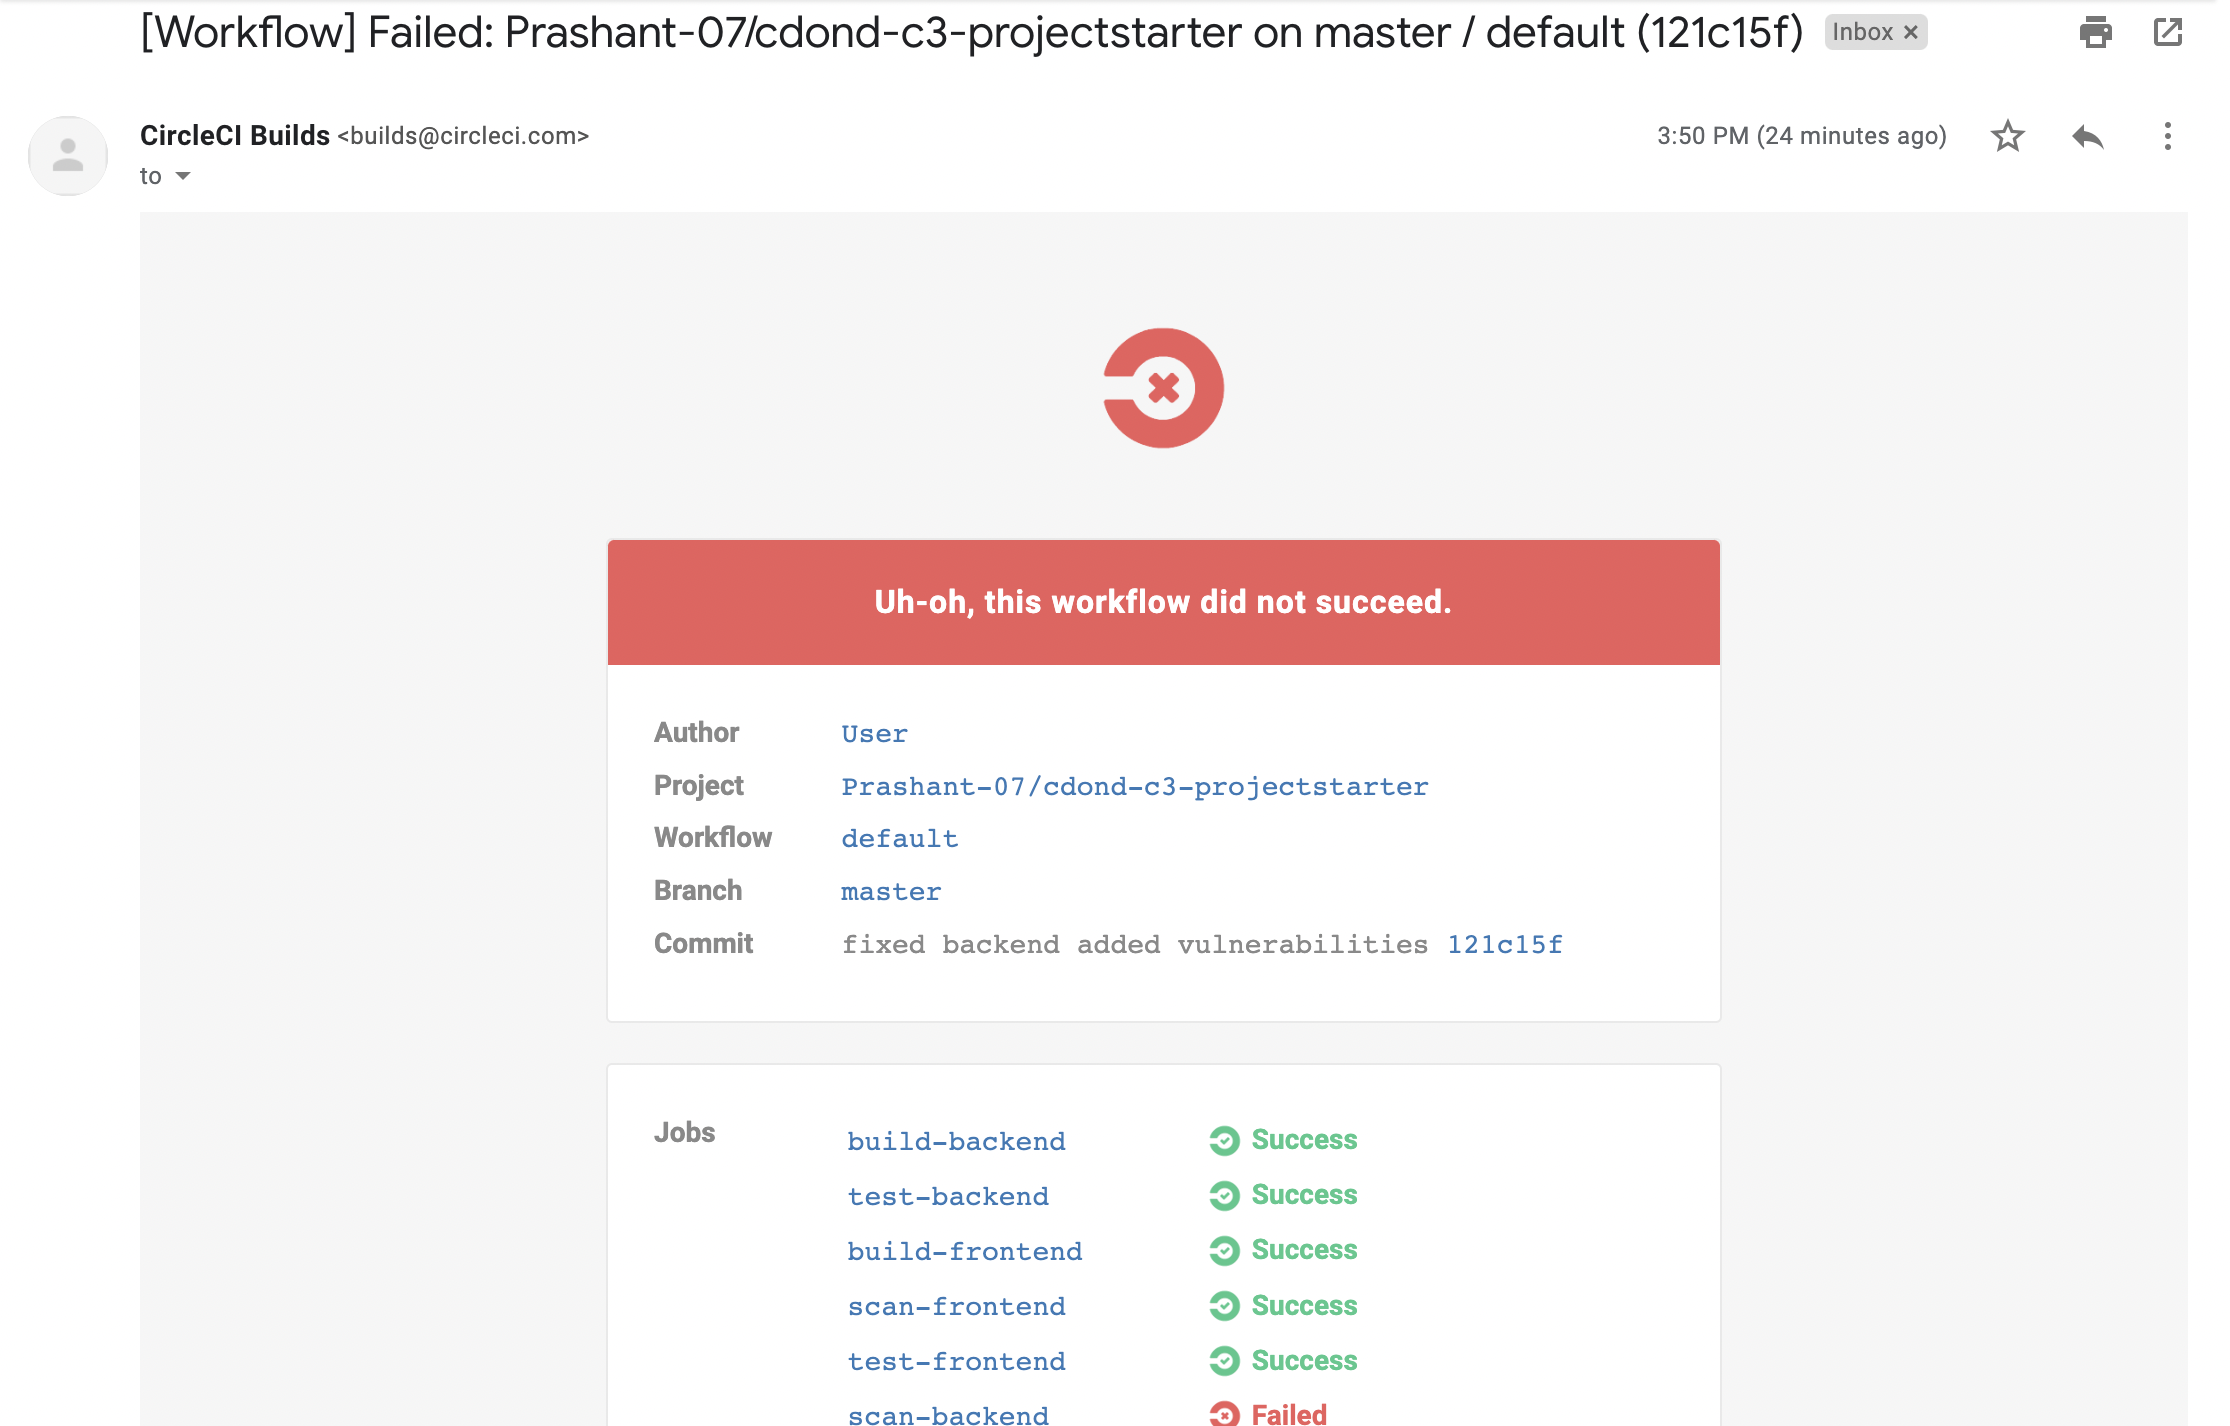 [Workflow] Failed: Prashant-07/cdond-c3-projectstarter on master / default (121c15f) Inbox ×
CircleCI Builds <builds@circleci.com> 3:50 PM (24 minutes ago)
to
Uh-oh, this workflow did not succeed.
Author User
Project Prashant-07/cdond-c3-projectstarter
Workflow default
Branch master
Commit fixed backend added vulnerabilities 121c15f
Jobs build-backend Success
test-backend Success
build-frontend Success
scan-frontend Success
test-frontend Success
scan-backend Failed